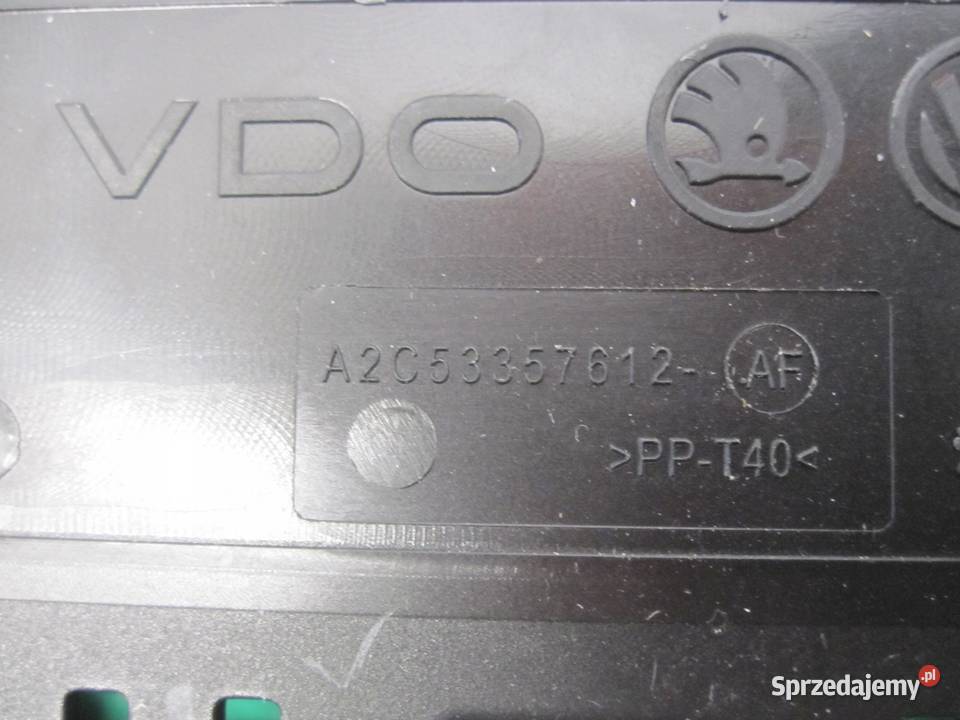 VDO
A2C53357612- AF
>PP-T40<
Sprzedajemy.pl